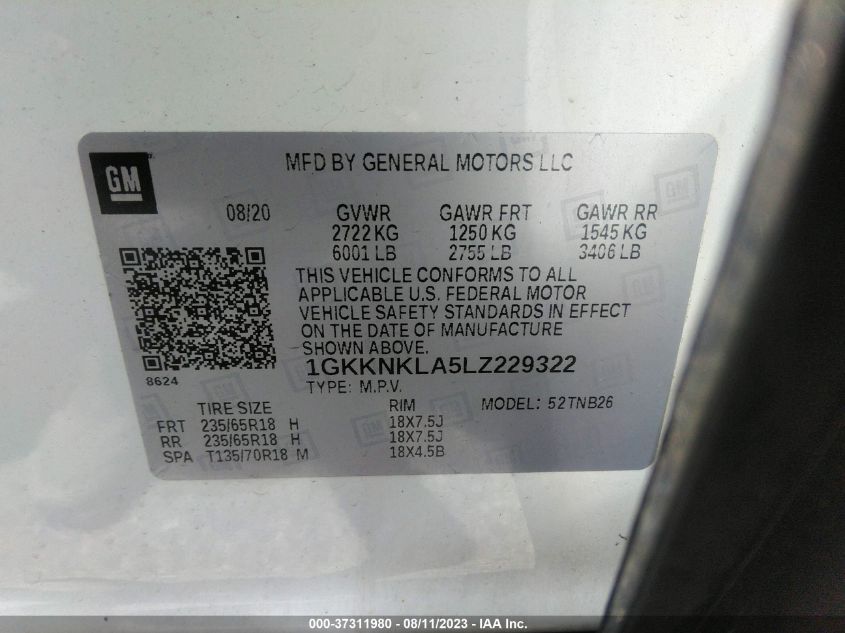 GM
MFD BY GENERAL MOTORS LLC
08/20 GVWR GAWR FRT GAWR RR
2722 KG 1250 KG 1545 KG
6001 LB 2755 LB 3406 LB
THIS VEHICLE CONFORMS TO ALL
APPLICABLE U.S. FEDERAL MOTOR
VEHICLE SAFETY STANDARDS IN EFFECT
ON THE DATE OF MANUFACTURE
SHOWN ABOVE.
1GKKNKLA5LZ229322
8624
TYPE: M.P.V.
TIRE SIZE RIM MODEL: 52TNB26
FRT 235/65R18 H 18X7.5J
RR 235/65R18 H 18X7.5J
SPA T135/70R18 M 18X4.5B
000-37311980 - 08/11/2023 - IAA Inc.